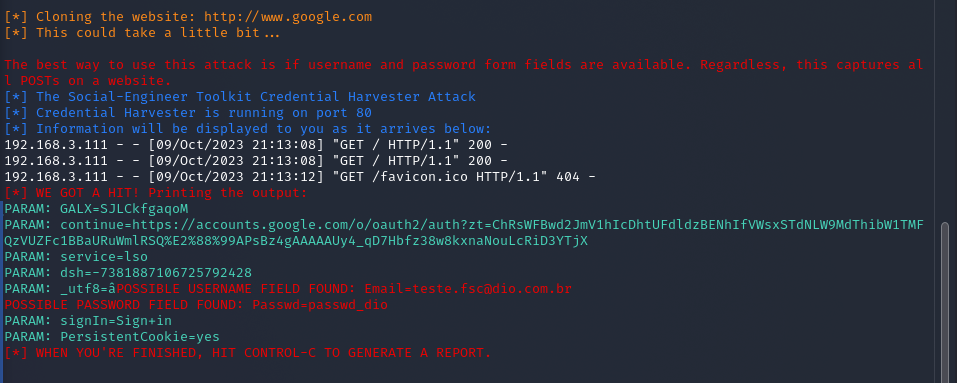 [*] Cloning the website: http://www.google.com
[*] This could take a little bit...
The best way to use this attack is if username and password form fields are available. Regardless, this captures al
l POSTs on a website.
[*] The Social-Engineer Toolkit Credential Harvester Attack
[*] Credential Harvester is running on port 80
[*] Information will be displayed to you as it arrives below:
192.168.3.111 - - [09/Oct/2023 21:13:08] "GET / HTTP/1.1" 200 -
192.168.3.111 - - [09/Oct/2023 21:13:08] "GET / HTTP/1.1" 200 -
192.168.3.111 - - [09/Oct/2023 21:13:12] "GET /favicon.ico HTTP/1.1" 404 -
[*] WE GOT A HIT! Printing the output:
PARAM: GALX=SJLCkfgaqoM
PARAM: continue=https://accounts.google.com/o/oauth2/auth?zt=ChRsWFBwd2JmV1hIcDhtUFdldzBENhIfVWsxSTdNLW9MdThibW1TMF
QzVUZFc1BBaURuWmlRSQ%E2%88%99APsBz4gAAAAAUy4_qD7Hbfz38w8kxnaNouLcRiD3YTjX
PARAM: service=lso
PARAM: dsh=-7381887106725792428
PARAM: _utf8=âPOSSIBLE USERNAME FIELD FOUND: Email=teste.fsc@dio.com.br
POSSIBLE PASSWORD FIELD FOUND: Passwd=passwd_dio
PARAM: signIn=Sign+in
PARAM: PersistentCookie=yes
[*] WHEN YOU'RE FINISHED, HIT CONTROL-C TO GENERATE A REPORT.